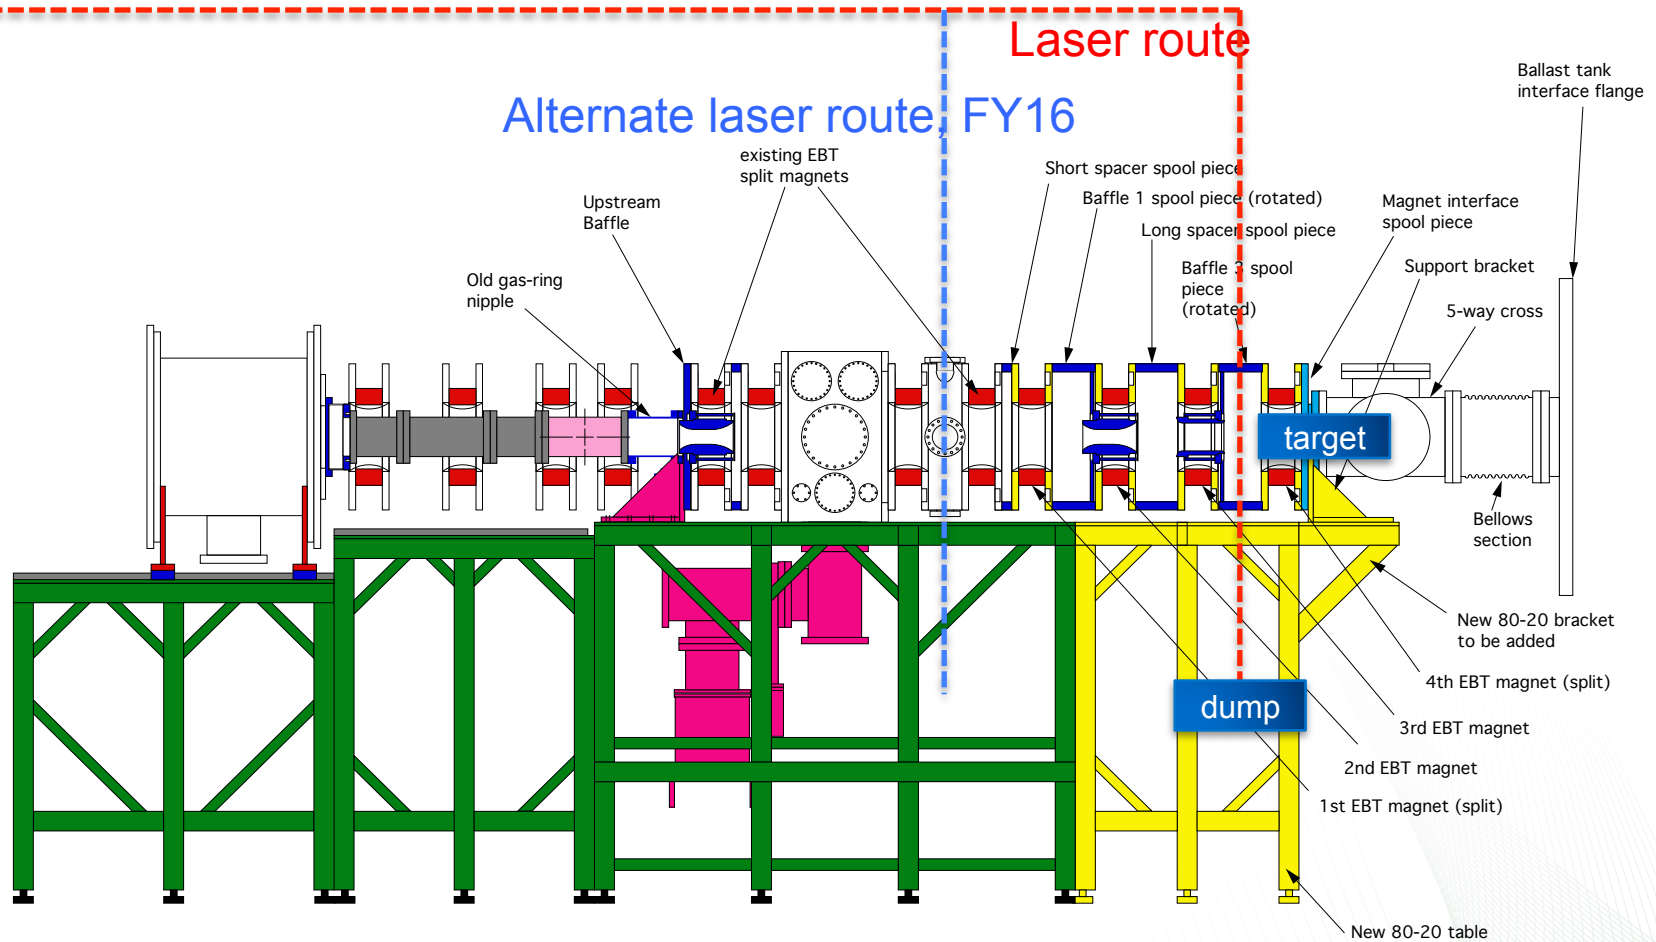 Laser route
Alternate laser route, FY16
Ballast tank
interface flange
existing EBT
split magnets
Short spacer spool piece
Baffle 1 spool piece (rotated)
Magnet interface
spool piece
Upstream
Baffle
Long spacer spool piece
Baffle 3 spool
piece
(rotated)
Support bracket
Old gas-ring
nipple
5-way cross
target
Bellows
section
New 80-20 bracket
to be added
4th EBT magnet (split)
dump
3rd EBT magnet
2nd EBT magnet
1st EBT magnet (split)
New 80-20 table